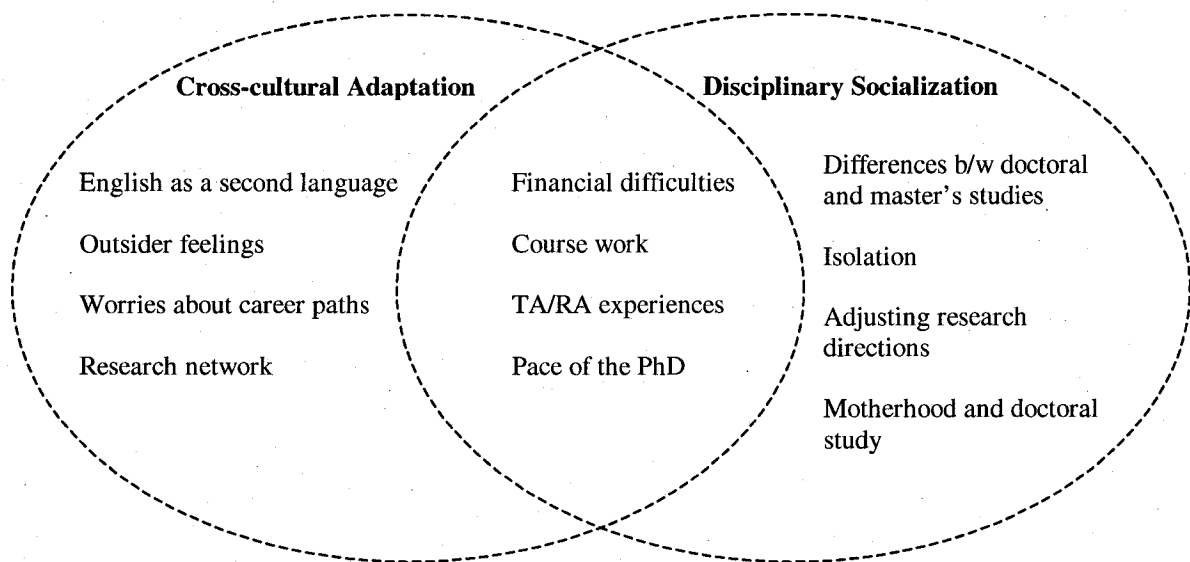 Cross-cultural Adaptation
English as a second language
Outsider feelings
Worries about career paths
Research network
Financial difficulties
Course work
TA/RA experiences
Pace of the PhD
Disciplinary Socialization
Differences b/w doctoral
and master's studies
Isolation
Adjusting research
directions
Motherhood and doctoral
study